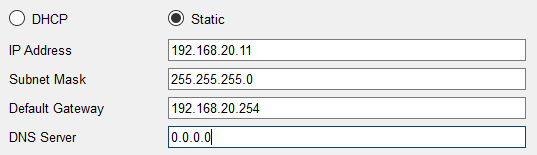 DHCP Static
IP Address 192.168.20.11
Subnet Mask 255.255.255.0
Default Gateway 192.168.20.254
DNS Server 0.0.0.0